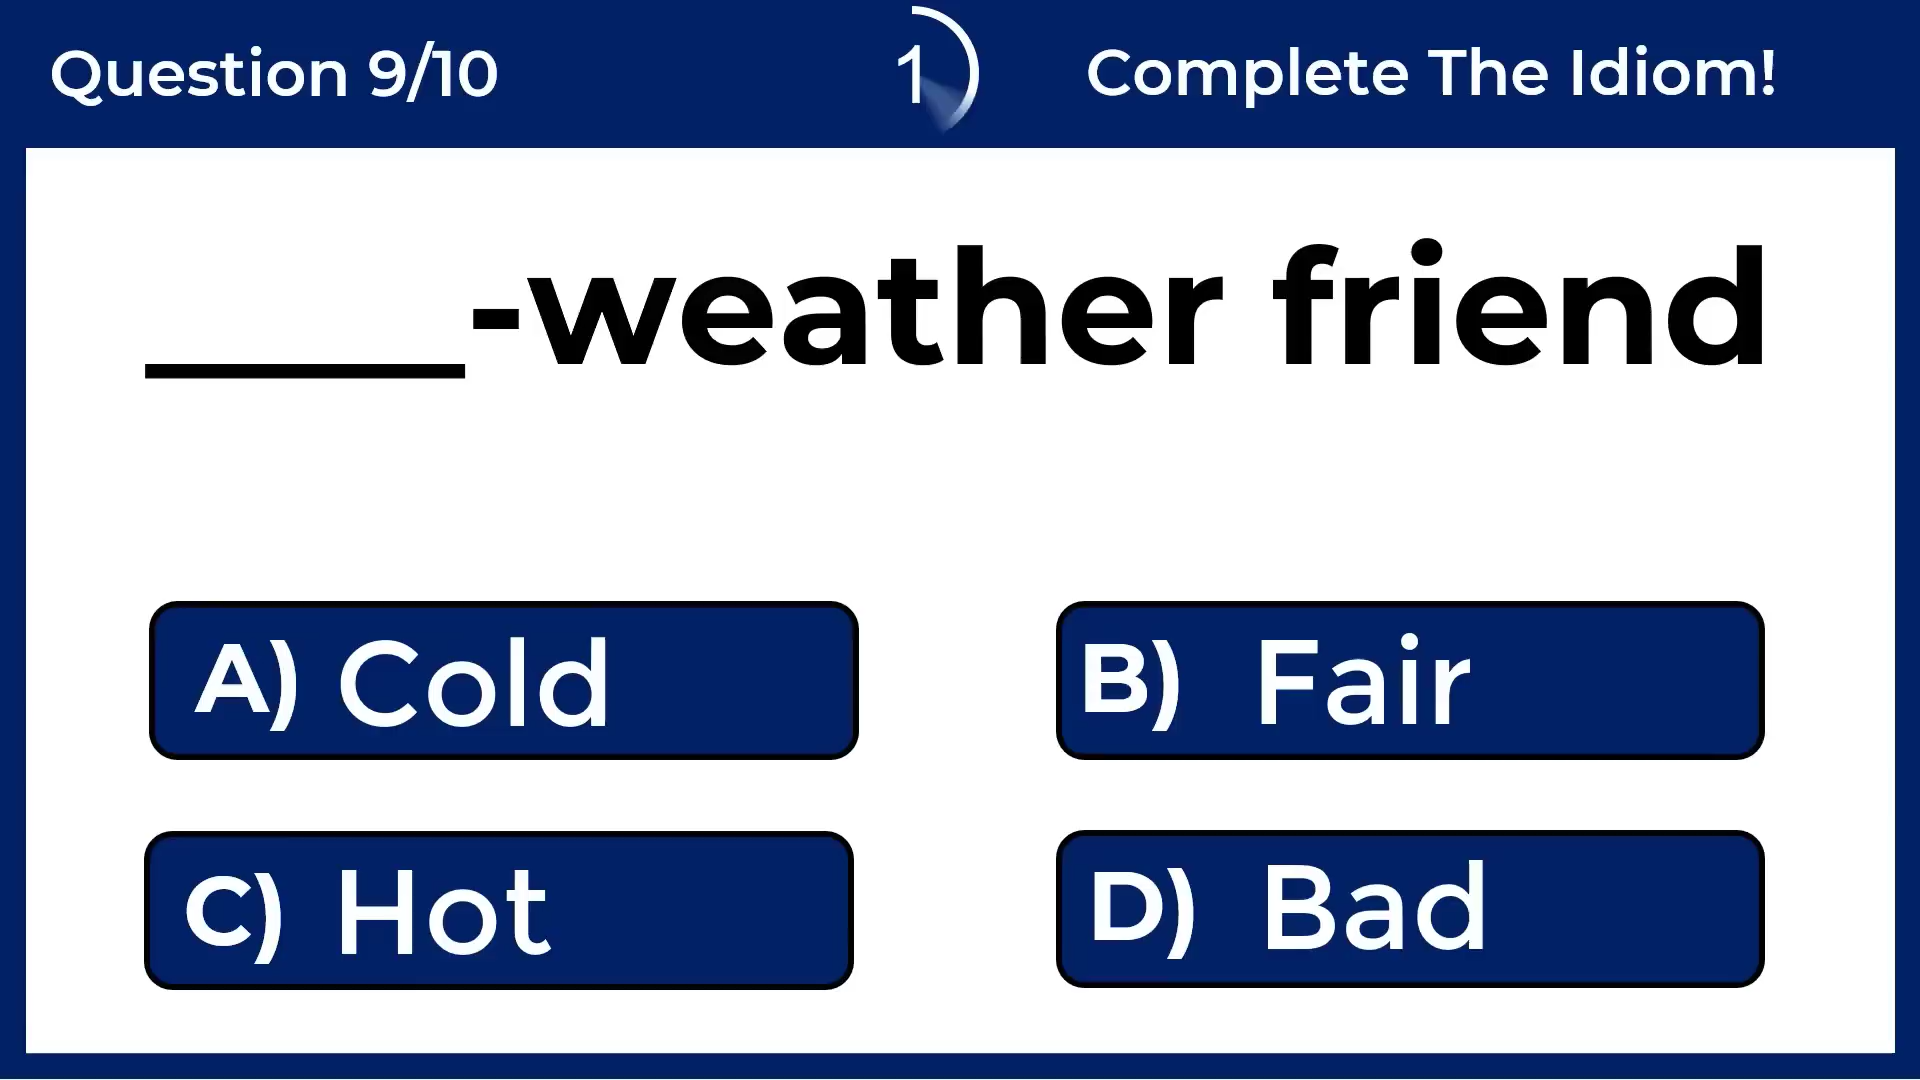 Question 9/10
1
Complete The Idiom!
____-weather friend
A) Cold
B) Fair
C) Hot
D) Bad